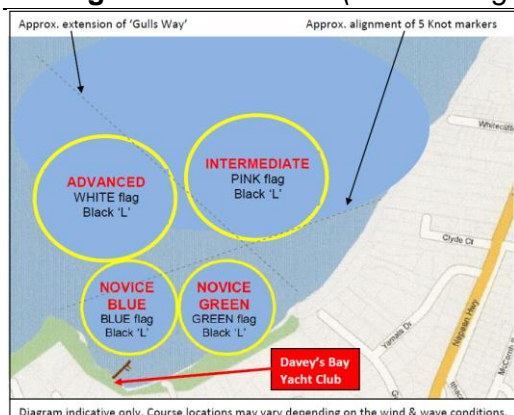 Approx. extension of 'Gulls Way'
Approx. alignment of 5 Knot markers
ADVANCED
WHITE flag
Black 'L'
INTERMEDIATE
PINK flag
Black 'L'
NOVICE
BLUE
BLUE flag
Black 'L'
NOVICE
GREEN
GREEN flag
Black 'L'
Davey's Bay
Yacht Club
Clyde Ct
Nepean Hwy
Diagram indicative only. Course locations may vary depending on the wind & wave conditions.